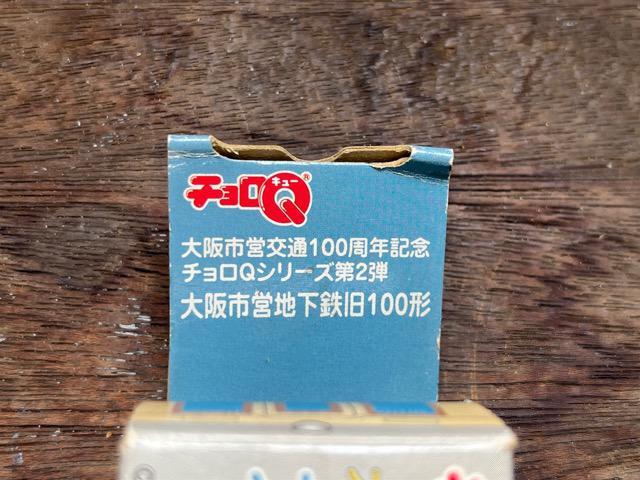 チョロQ®
キュー
大阪市営交通100周年記念
チョロQシリーズ第2弾
大阪市営地下鉄旧100形